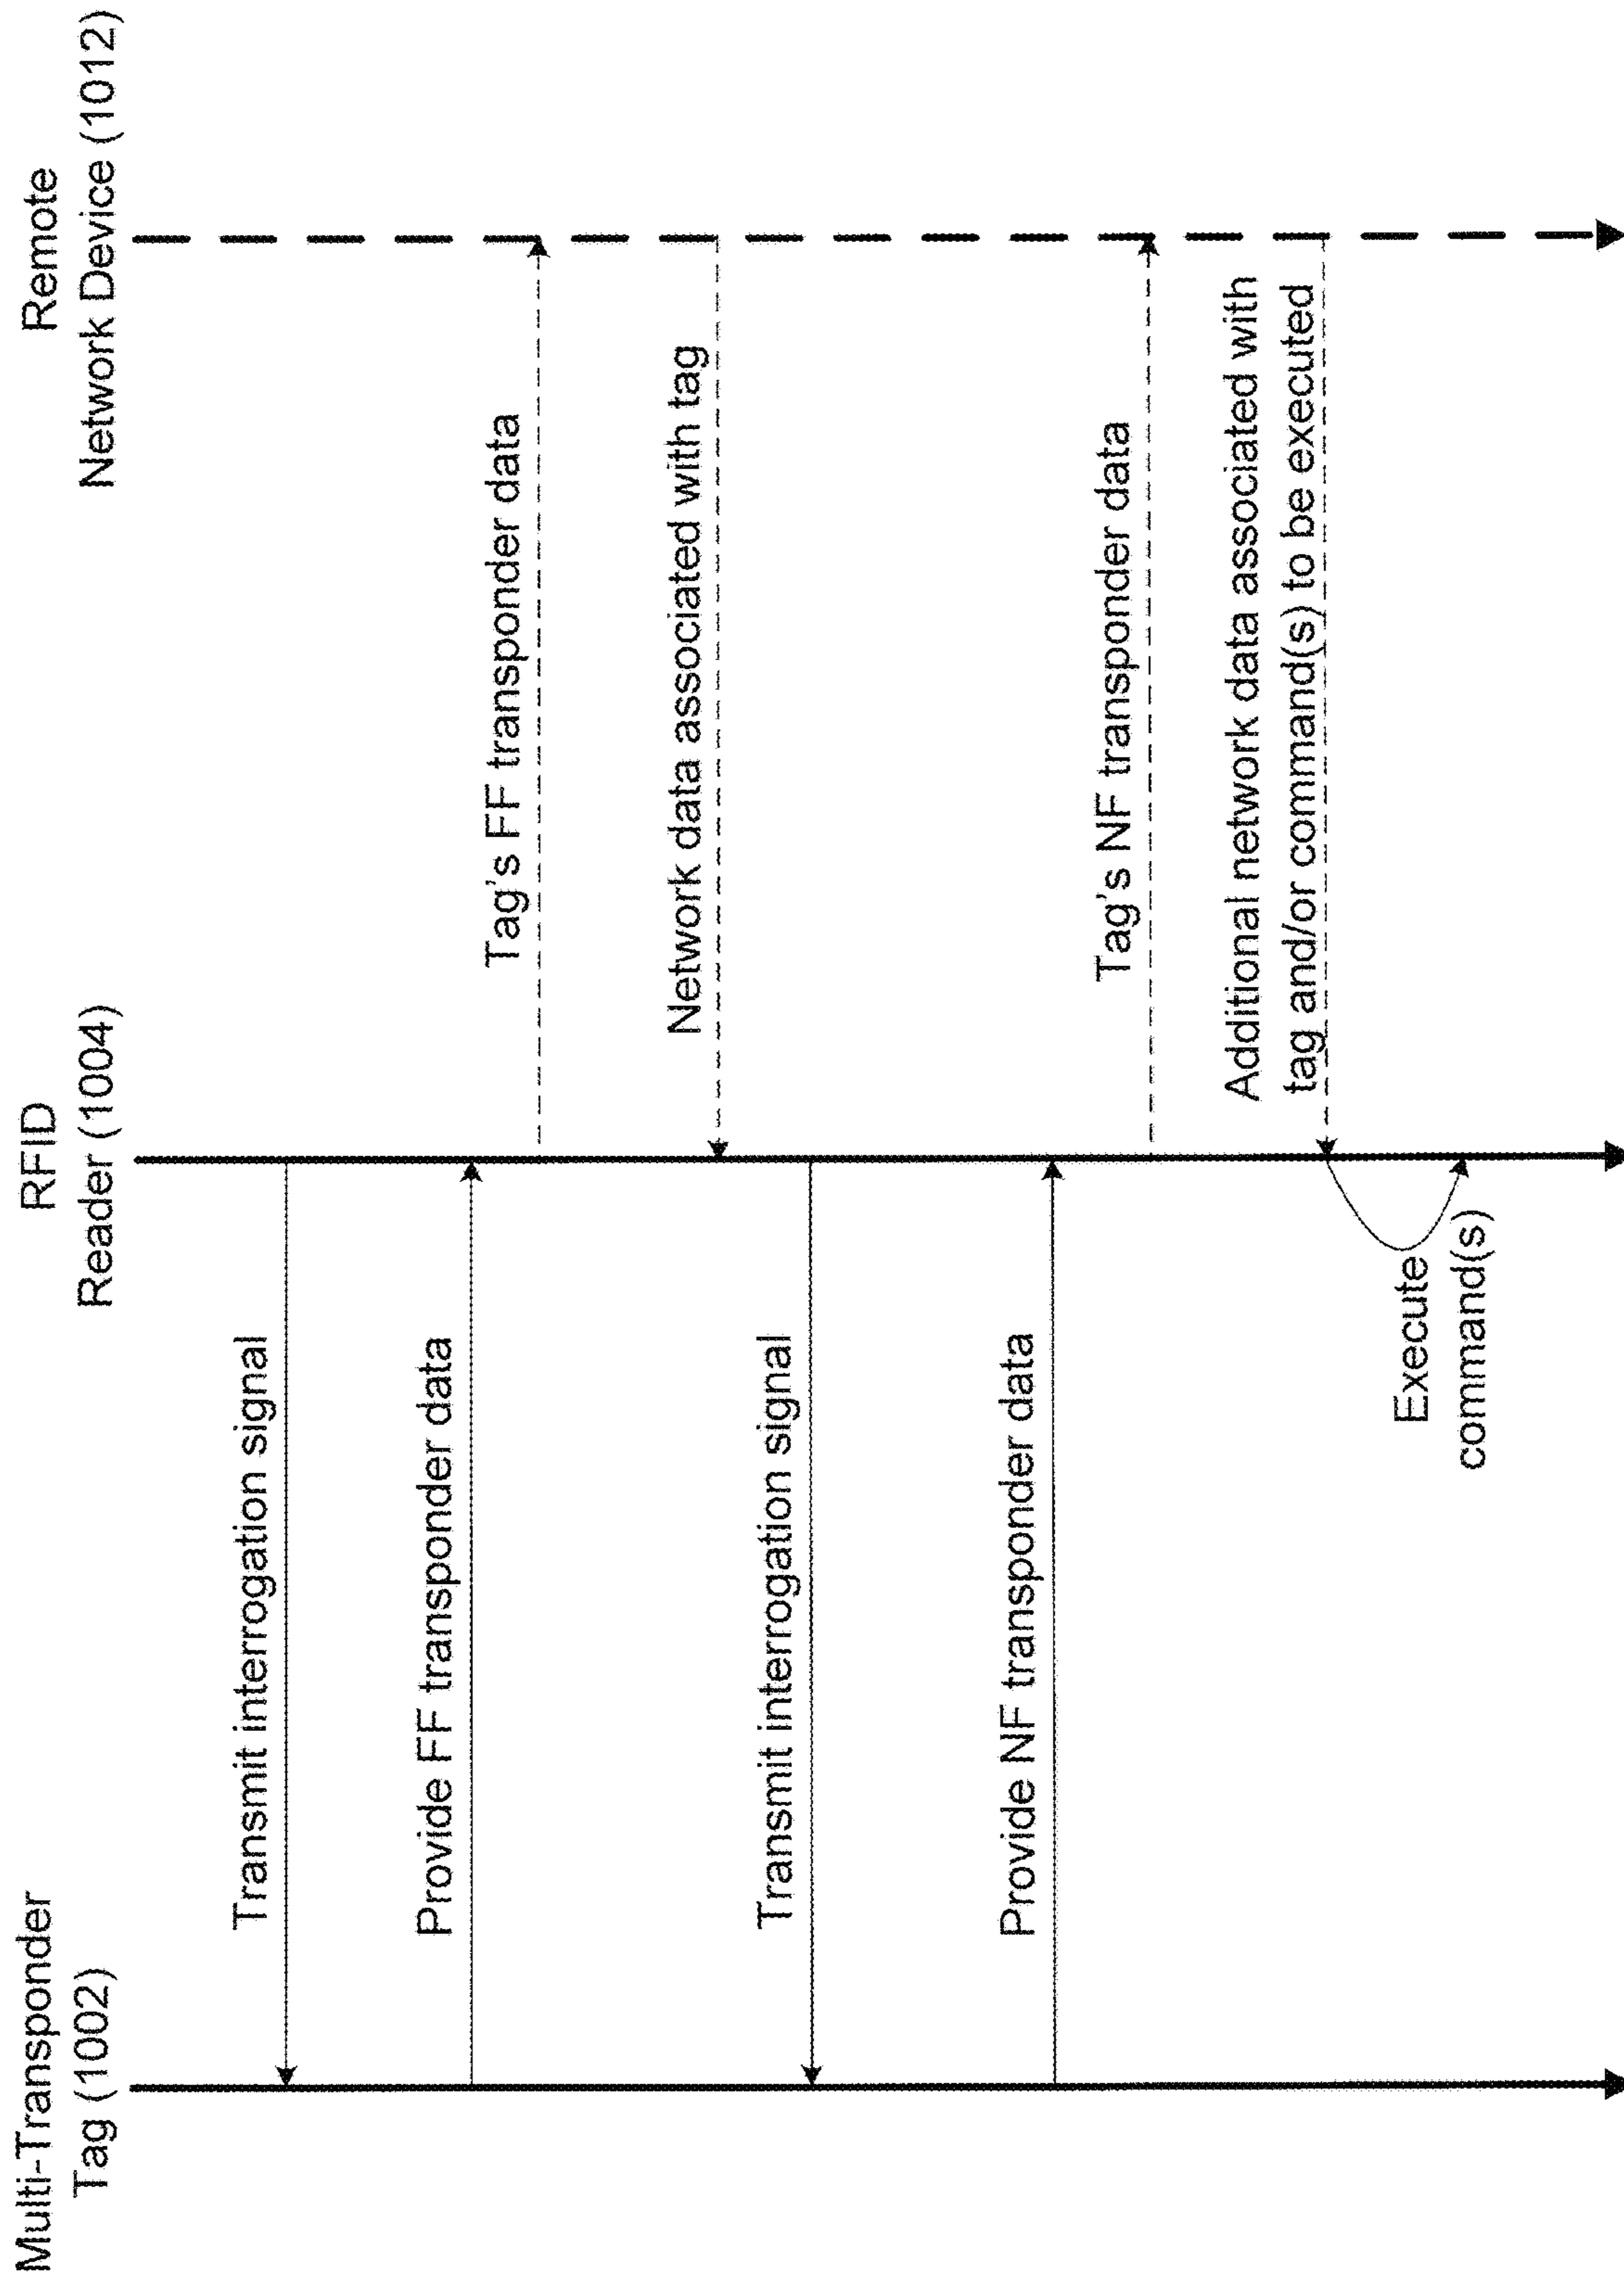 Multi-Transponder
Tag (1002)
RFID
Reader (1004)
Remote
Network Device (1012)
Transmit interrogation signal
Provide FF transponder data
Tag's FF transponder data
Network data associated with tag
Transmit interrogation signal
Provide NF transponder data
Tag's NF transponder data
Additional network data associated with
tag and/or command(s) to be executed
Execute
command(s)